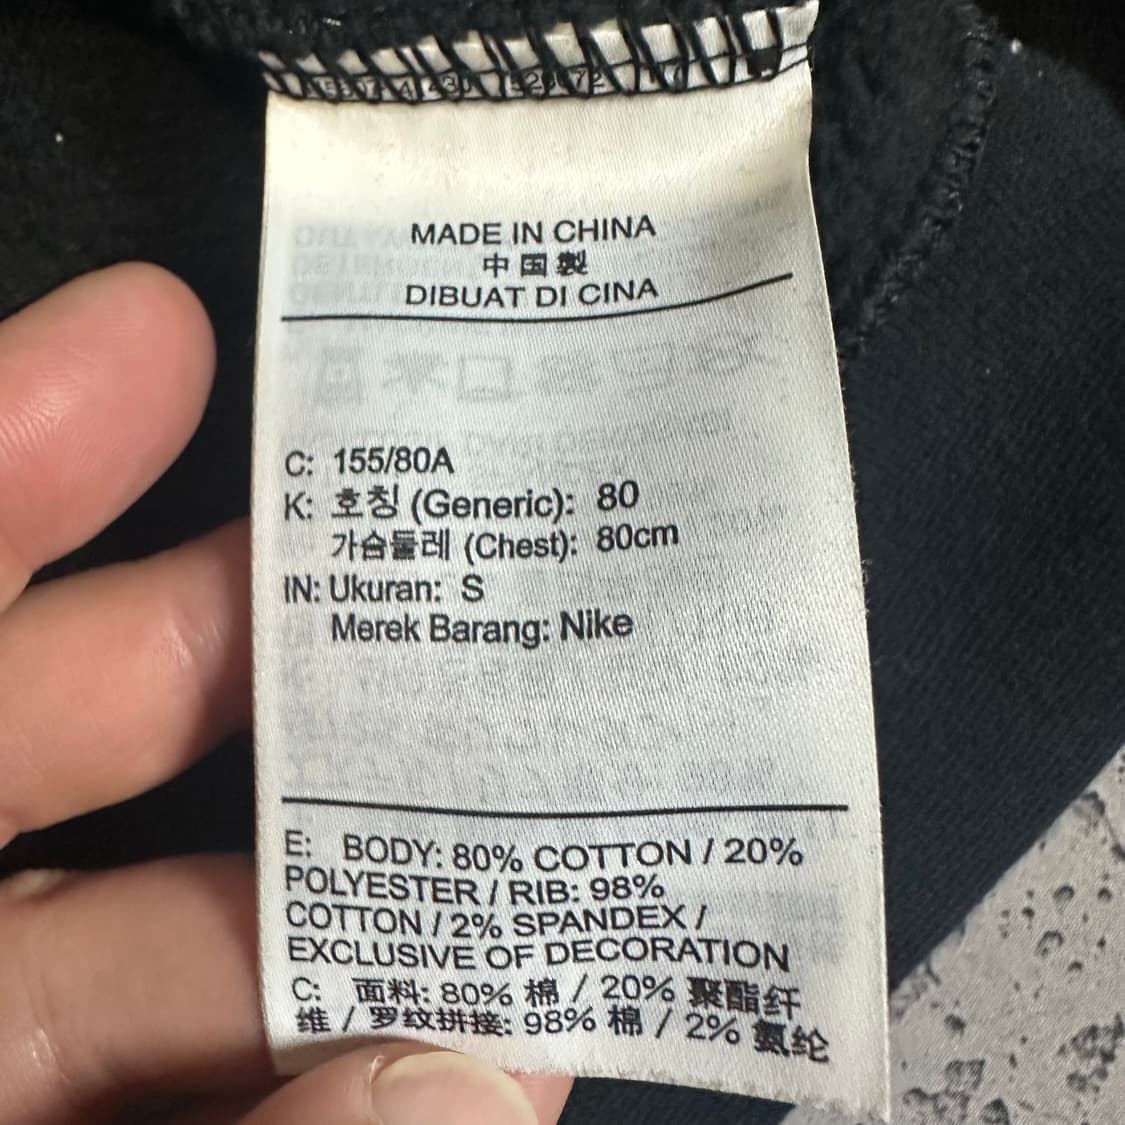 MADE IN CHINA
中国製
DIBUAT DI CINA
C: 155/80A
K: 호칭 (Generic): 80
가슴둘레 (Chest): 80cm
IN: Ukuran: S
Merek Barang: Nike
E: BODY: 80% COTTON / 20%
POLYESTER / RIB: 98%
COTTON / 2% SPANDEX /
EXCLUSIVE OF DECORATION
C: 面料: 80% 棉 / 20% 聚酯纤
维 / 罗纹拼接: 98% 棉 / 2% 氨纶